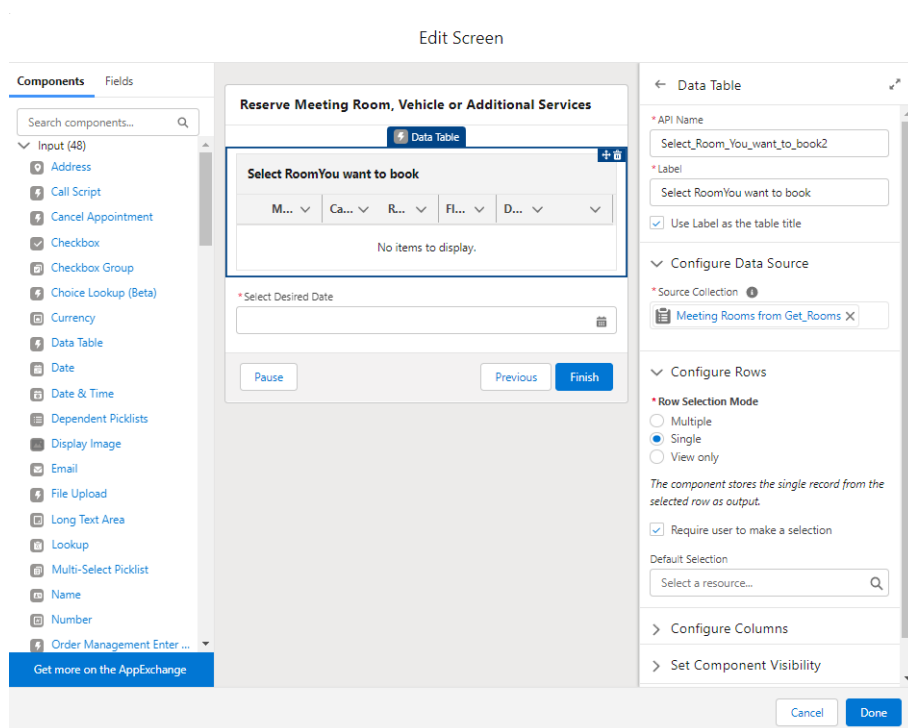 Edit Screen
Components Fields
Search components...
Input (48)
Address
Call Script
Cancel Appointment
Checkbox
Checkbox Group
Choice Lookup (Beta)
Currency
Data Table
Date
Date & Time
Dependent Picklists
Display Image
Email
File Upload
Long Text Area
Lookup
Multi-Select Picklist
Name
Number
Order Management Enter ...
Get more on the AppExchange
Reserve Meeting Room, Vehicle or Additional Services
Data Table
Select RoomYou want to book
M... Ca... R... Fl... D...
No items to display.
*Select Desired Date
Pause Previous Finish
Data Table
*API Name
Select_Room_You_want_to_book2
*Label
Select RoomYou want to book
Use Label as the table title
Configure Data Source
*Source Collection
Meeting Rooms from Get_Rooms
Configure Rows
*Row Selection Mode
Multiple
Single
View only
The component stores the single record from the
selected row as output.
Require user to make a selection
Default Selection
Select a resource...
Configure Columns
Set Component Visibility
Cancel Done